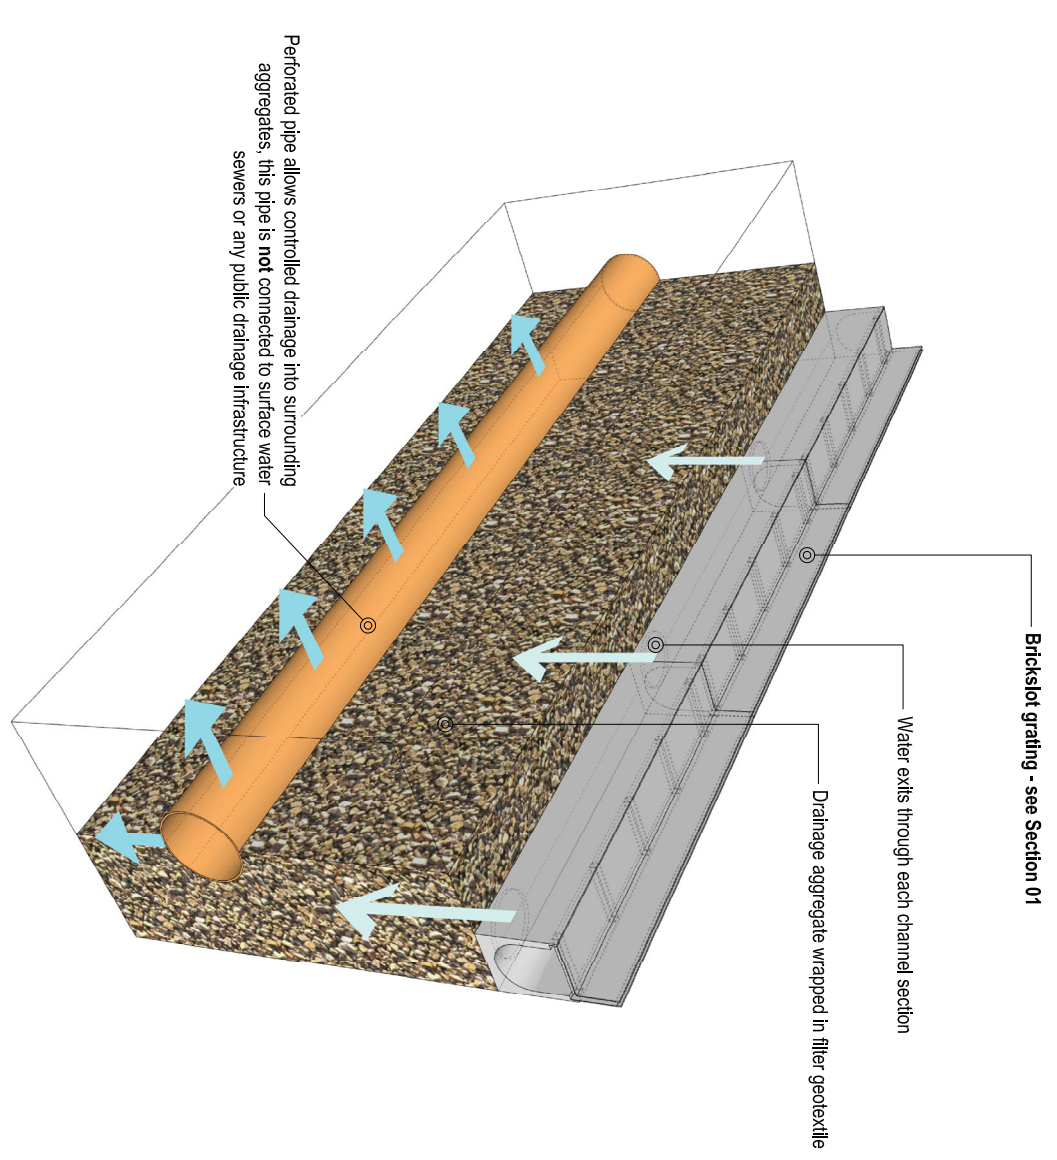 Brickslot grating - see Section 01
Water exits through each channel section
Drainage aggregate wrapped in filter geotextile
Perforated pipe allows controlled drainage into surrounding
aggregates, this pipe is not connected to surface water
sewers or any public drainage infrastructure